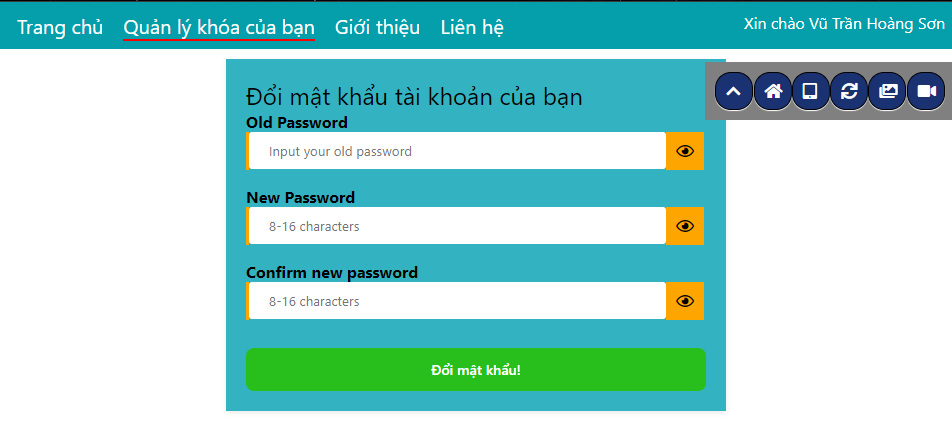 Trang chủ Quản lý khóa của bạn Giới thiệu Liên hệ Xin chào Vũ Trần Hoàng Sơn
Đổi mật khẩu tài khoản của bạn
Old Password
Input your old password
New Password
8-16 characters
Confirm new password
8-16 characters
Đổi mật khẩu!